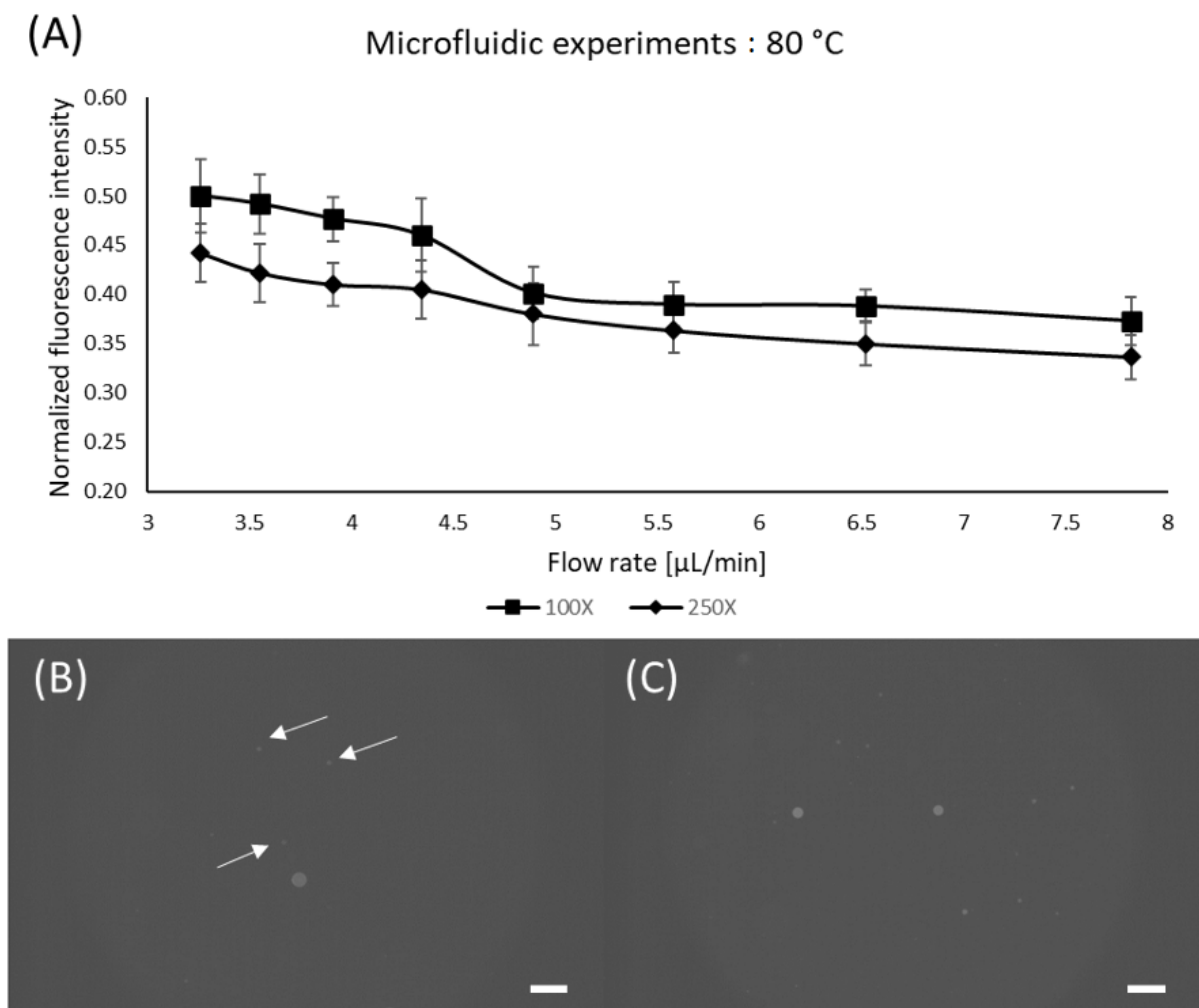 (A)
Microfluidic experiments : 80 °C
Normalized fluorescence intensity
0.60
0.55
0.50
0.45
0.40
0.35
0.30
0.25
0.20
3 3.5 4 4.5 5 5.5 6 6.5 7 7.5 8
Flow rate [µL/min]
100X 250X
(B) (C)